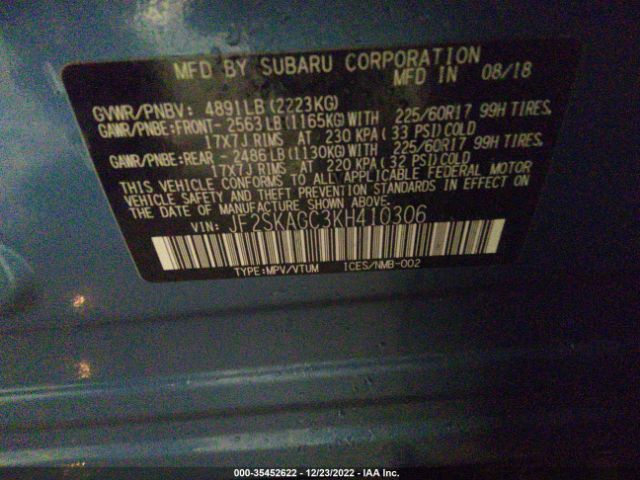 MFD BY SUBARU CORPORATION
MFD IN 08/18
GVWR/PNBV: 4891LB(2223KG)
GAWR/PNBE:FRONT- 2563LB(1165KG)WITH 225/60R17 99H TIRES,
17X7J RIMS AT 230 KPA(33 PSI)COLD
GAWR/PNBE:REAR - 2486LB(1130KG)WITH 225/60R17 99H TIRES,
17X7J RIMS- AT 220 KPA(32 PSI)COLD
THIS VEHICLE CONFORMS TO ALL APPLICABLE FEDERAL MOTOR
VEHICLE SAFETY AND THEFT PREVENTION STANDARDS IN EFFECT ON
THE DATE OF MANUFACTURE SHOWN ABOVE.
VIN: JF2SKAGC3KH410306
TYPE:MPV/VTUM ICES/NMB-002
000-35452622 - 12/23/2022 - IAA Inc.